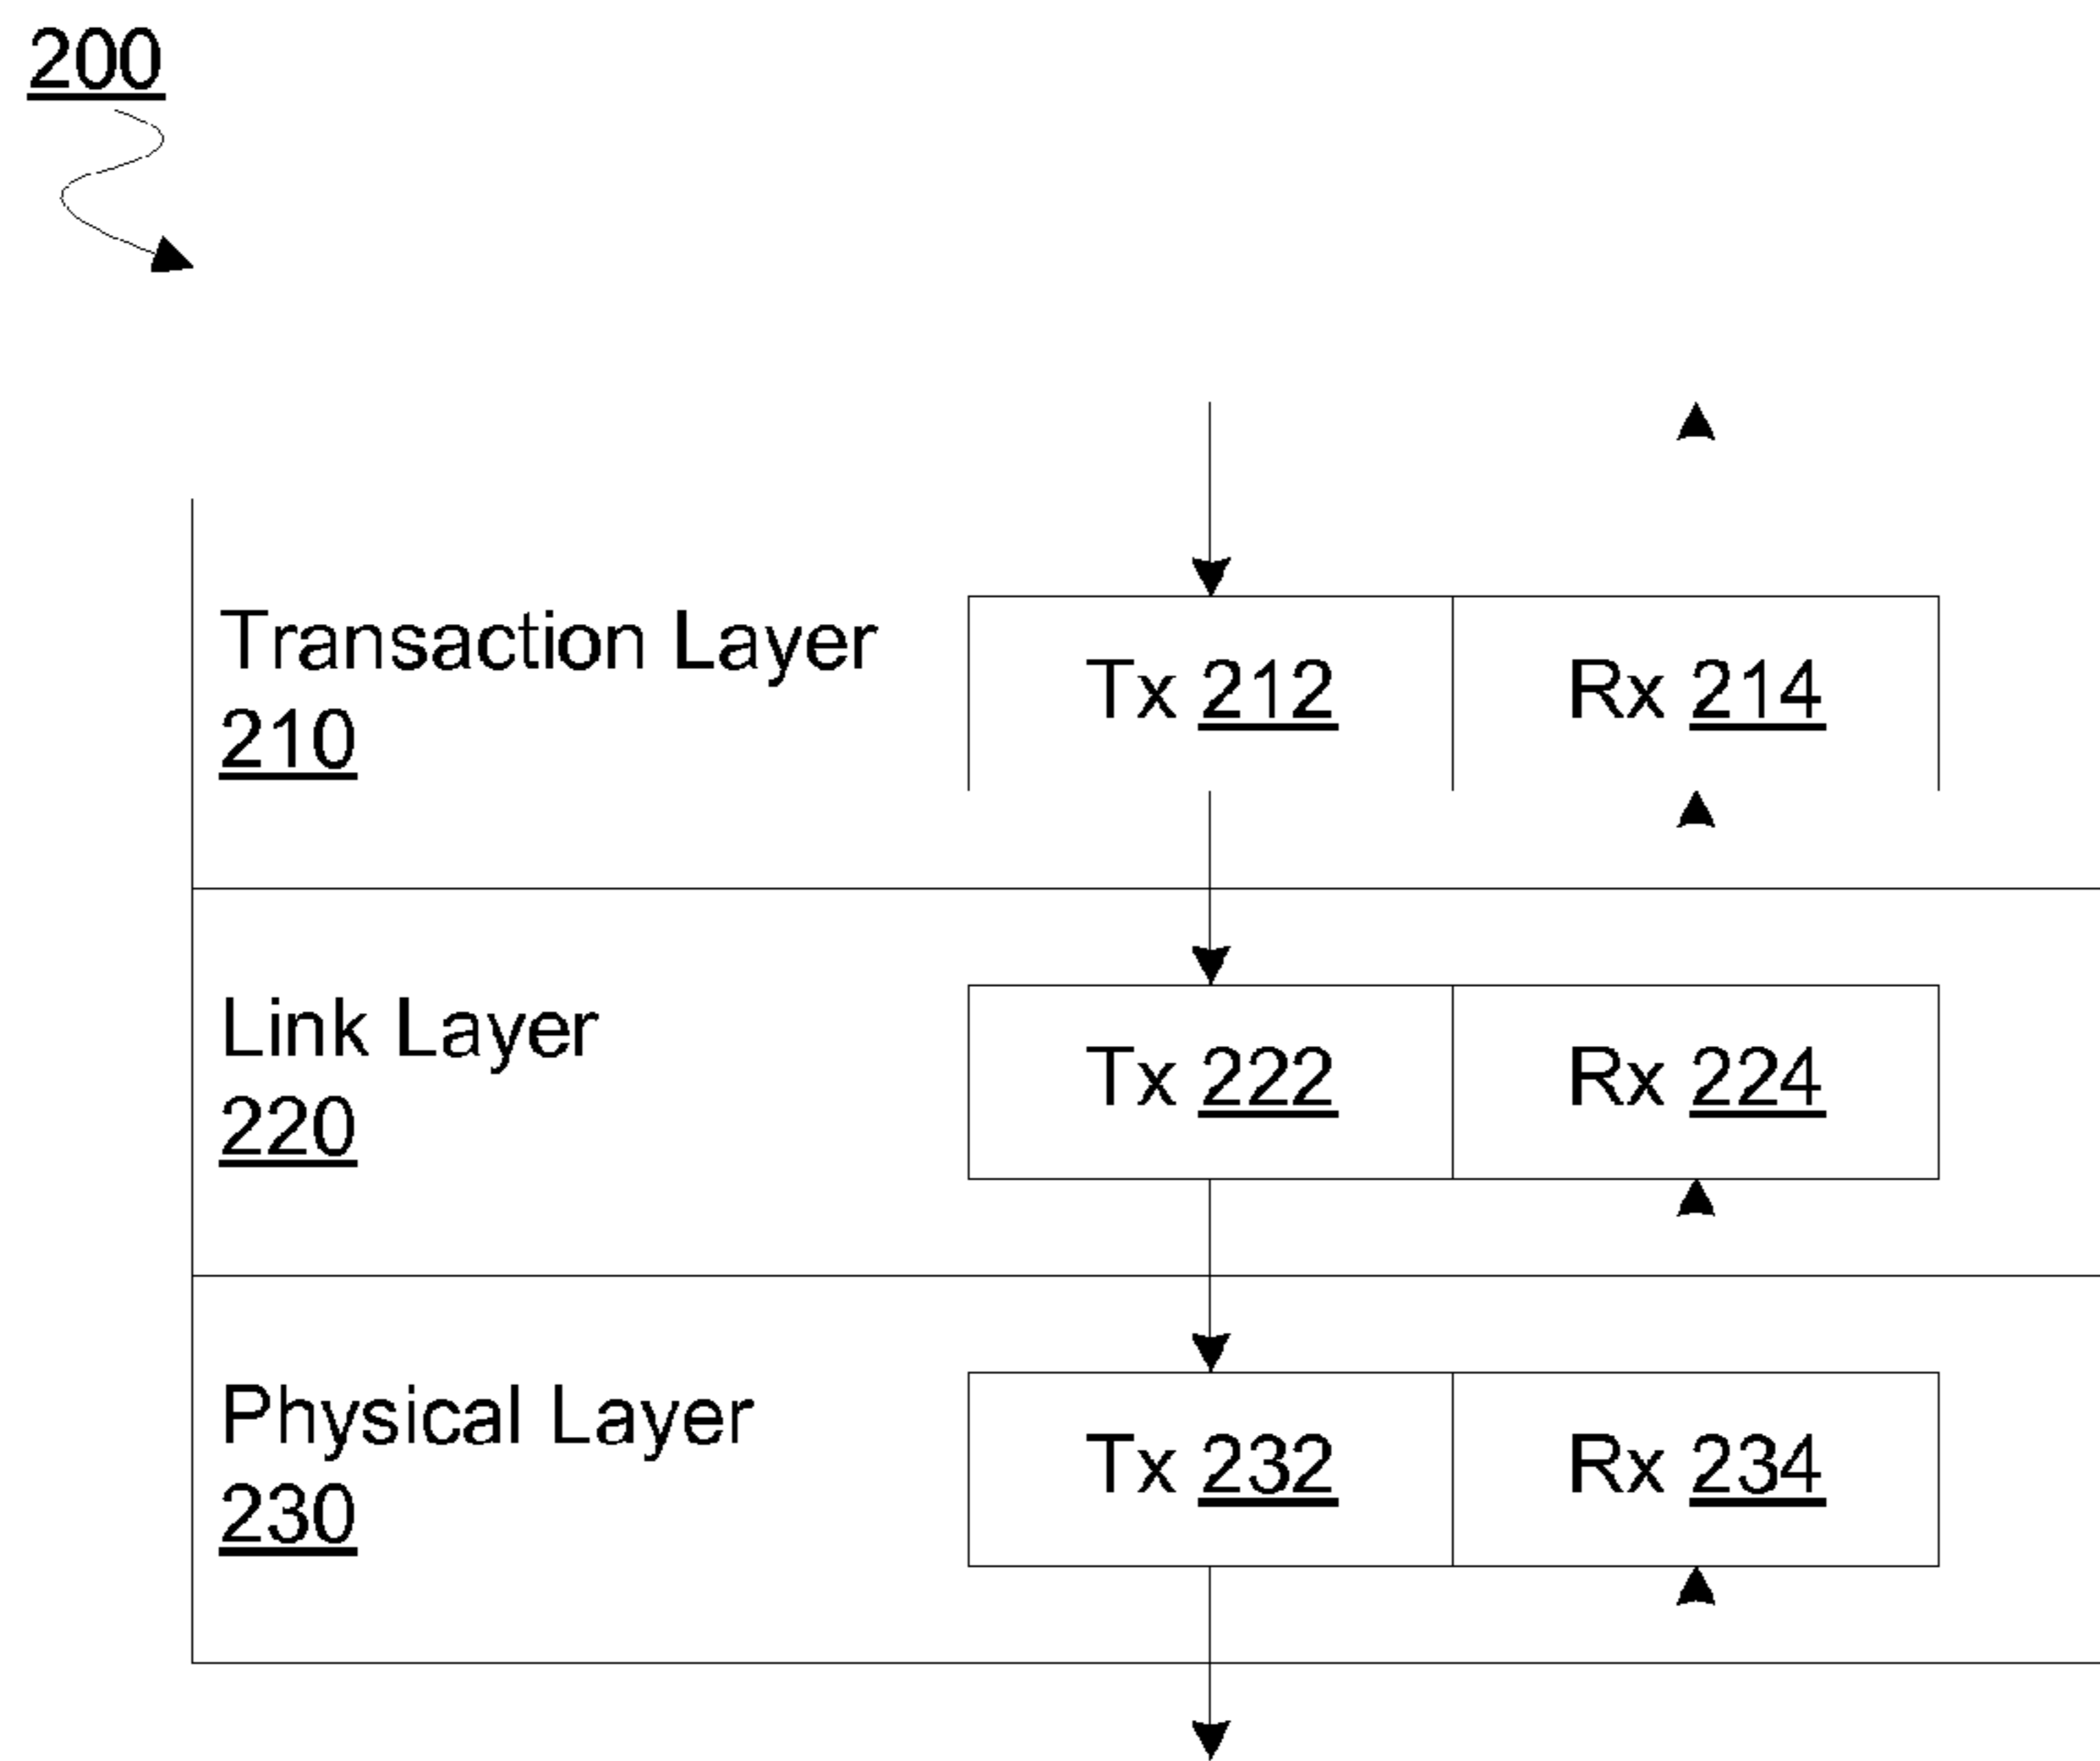 200
Transaction Layer
210
Tx 212
Rx 214
Link Layer
220
Tx 222
Rx 224
Physical Layer
230
Tx 232
Rx 234